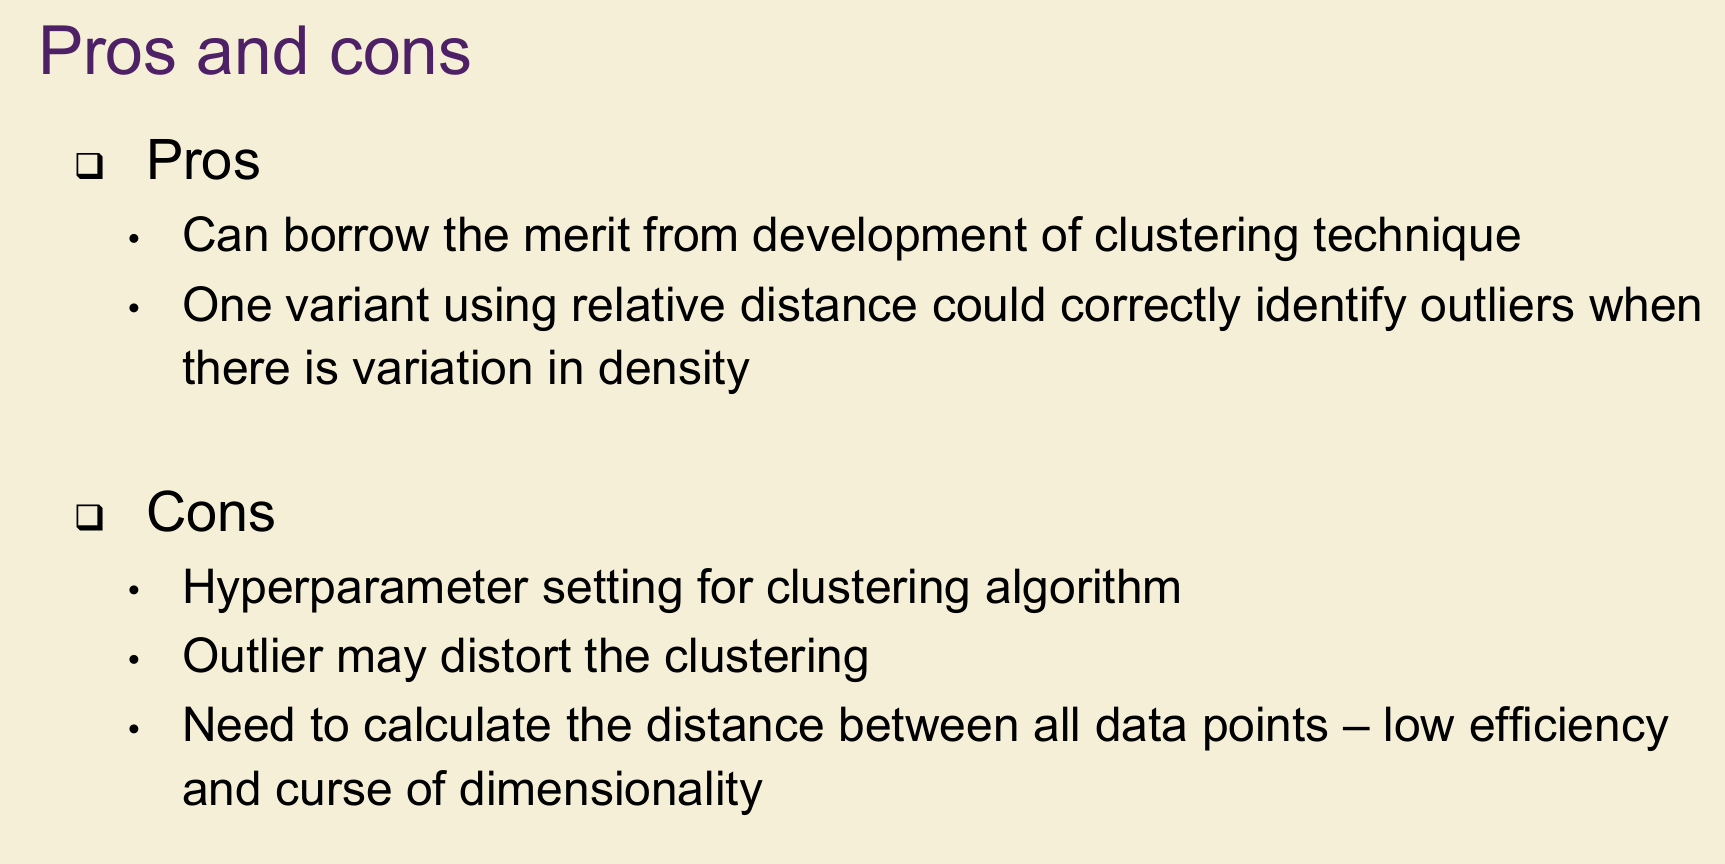 Pros and cons
❑ Pros
• Can borrow the merit from development of clustering technique
• One variant using relative distance could correctly identify outliers when
there is variation in density
❑ Cons
• Hyperparameter setting for clustering algorithm
• Outlier may distort the clustering
• Need to calculate the distance between all data points – low efficiency
and curse of dimensionality